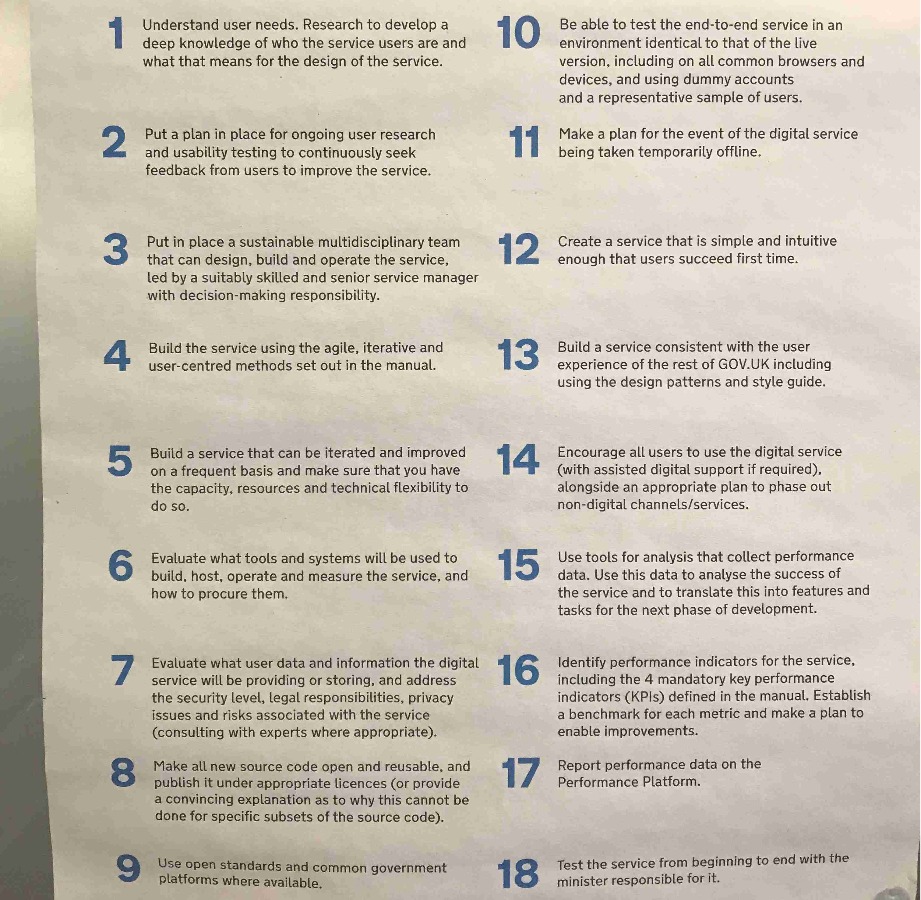 1 Understand user needs. Research to develop a
deep knowledge of who the service users are and
what that means for the design of the service.
2 Put a plan in place for ongoing user research
and usability testing to continuously seek
feedback from users to improve the service.
3 Put in place a sustainable multidisciplinary team
that can design, build and operate the service,
led by a suitably skilled and senior service manager
with decision-making responsibility.
4 Build the service using the agile, iterative and
user-centred methods set out in the manual.
5 Build a service that can be iterated and improved
on a frequent basis and make sure that you have
the capacity, resources and technical flexibility to
do so.
6 Evaluate what tools and systems will be used to
build, host, operate and measure the service, and
how to procure them.
7 Evaluate what user data and information the digital
service will be providing or storing, and address
the security level, legal responsibilities, privacy
issues and risks associated with the service
(consulting with experts where appropriate).
8 Make all new source code open and reusable, and
publish it under appropriate licences (or provide
a convincing explanation as to why this cannot be
done for specific subsets of the source code).
9 Use open standards and common government
platforms where available.
10 Be able to test the end-to-end service in an
environment identical to that of the live
version, including on all common browsers and
devices, and using dummy accounts
and a representative sample of users.
11 Make a plan for the event of the digital service
being taken temporarily offline.
12 Create a service that is simple and intuitive
enough that users succeed first time.
13 Build a service consistent with the user
experience of the rest of GOV.UK including
using the design patterns and style guide.
14 Encourage all users to use the digital service
(with assisted digital support if required),
alongside an appropriate plan to phase out
non-digital channels/services.
15 Use tools for analysis that collect performance
data. Use this data to analyse the success of
the service and to translate this into features and
tasks for the next phase of development.
16 Identify performance indicators for the service,
including the 4 mandatory key performance
indicators (KPIs) defined in the manual. Establish
a benchmark for each metric and make a plan to
enable improvements.
17 Report performance data on the
Performance Platform.
18 Test the service from beginning to end with the
minister responsible for it.